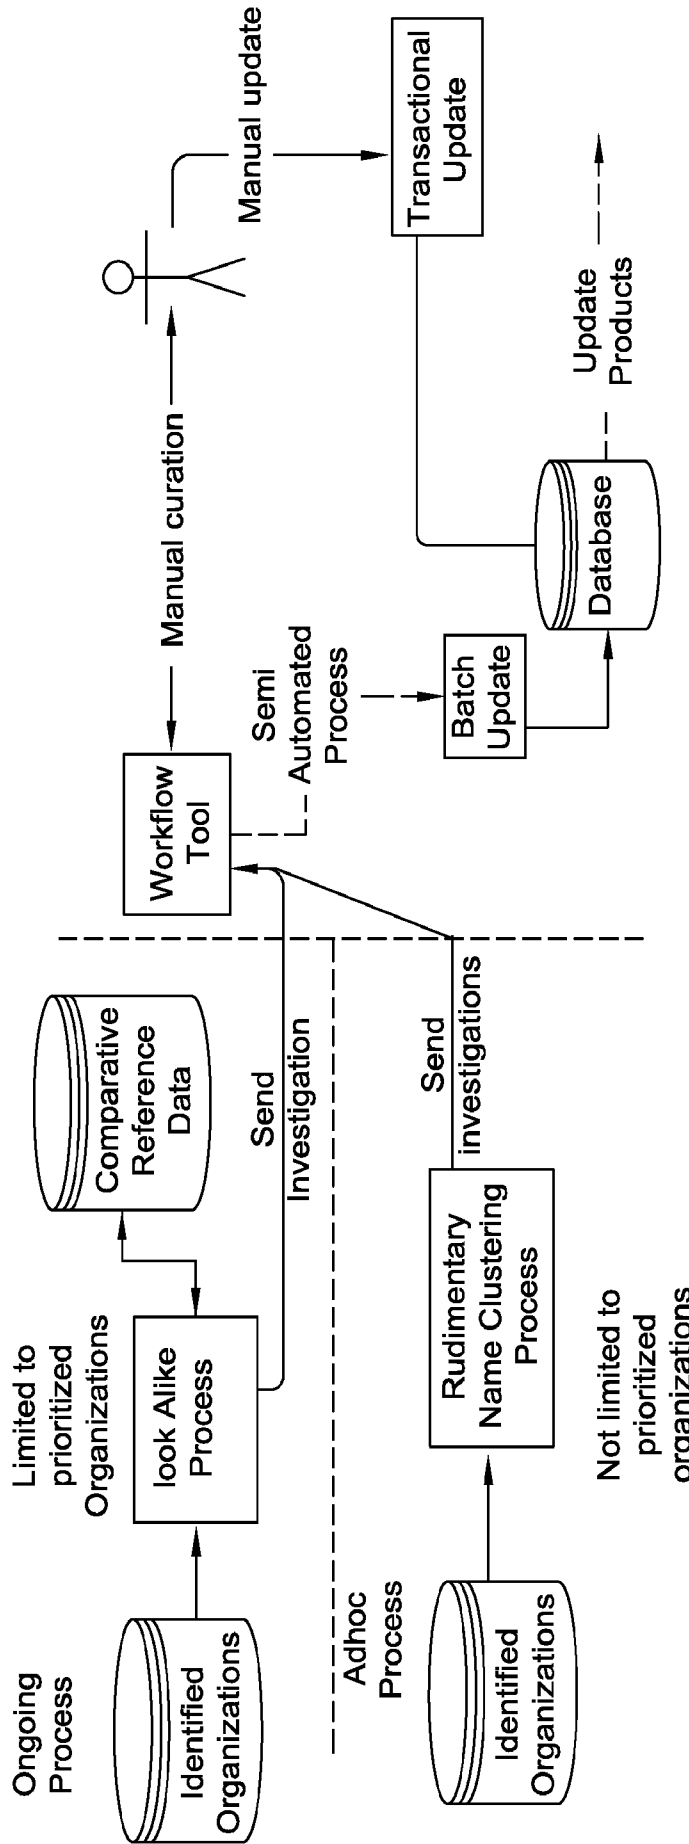 Ongoing
Process
Limited to
prioritized
Organizations
Identified
Organizations
look Alike
Process
Comparative
Reference
Data
Send
Investigation
Workflow
Tool
Manual curation
Manual update
Semi
Automated
Process
Transactional
Update
Batch
Update
Database
Update
Products
Adhoc
Process
Identified
Organizations
Rudimentary
Name Clustering
Process
Send
investigations
Not limited to
prioritized
organizations